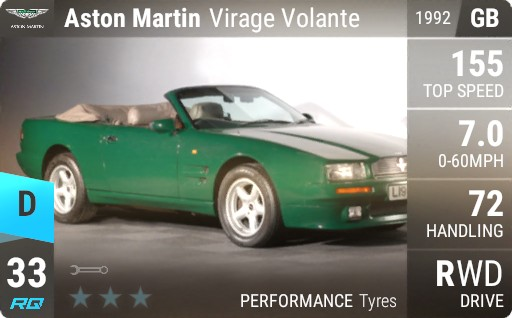 ASTON MARTIN
Aston Martin Virage Volante
1992 GB
155
TOP SPEED
7.0
0-60MPH
72
HANDLING
RWD
DRIVE
D
33
RQ
PERFORMANCE Tyres